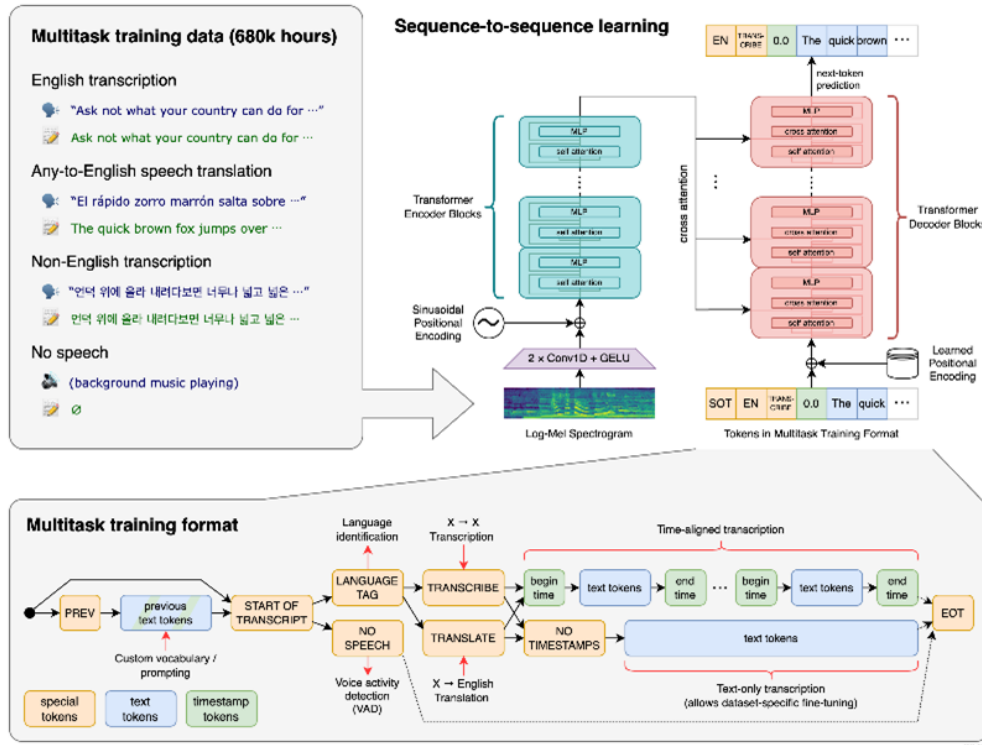 Multitask training data (680k hours)
English transcription
“Ask not what your country can do for ⋯”
Ask not what your country can do for ⋯
Any-to-English speech translation
“El rápido zorro marrón salta sobre ⋯”
The quick brown fox jumps over ⋯
Non-English transcription
“언덕 위에 올라 내려다보면 너무나 넓고 넓은 ⋯”
언덕 위에 올라 내려다보면 너무나 넓고 넓은 ⋯
No speech
(background music playing)
∅
Sequence-to-sequence learning
EN TRANS-CRIBE 0.0 The quick brown ⋯
next-token
prediction
MLP
self attention
⋮
MLP
self attention
MLP
self attention
Transformer
Encoder Blocks
cross attention
⋯
MLP
cross attention
self attention
⋮
MLP
cross attention
self attention
MLP
cross attention
self attention
Transformer
Decoder Blocks
Sinusoidal
Positional
Encoding
~
2 × Conv1D + GELU
Log-Mel Spectrogram
Learned
Positional
Encoding
SOT EN TRANS-CRIBE 0.0 The quick ⋯
Tokens in Multitask Training Format
Multitask training format
Language
identification
X → X
Transcription
Time-aligned transcription
PREV
previous
text tokens
START OF
TRANSCRIPT
LANGUAGE
TAG
TRANSCRIBE
begin
time
text tokens
end
time
⋯
begin
time
text tokens
end
time
NO
SPEECH
TRANSLATE
NO
TIMESTAMPS
text tokens
EOT
Custom vocabulary /
prompting
Voice activity
detection
(VAD)
X → English
Translation
Text-only transcription
(allows dataset-specific fine-tuning)
special
tokens
text
tokens
timestamp
tokens